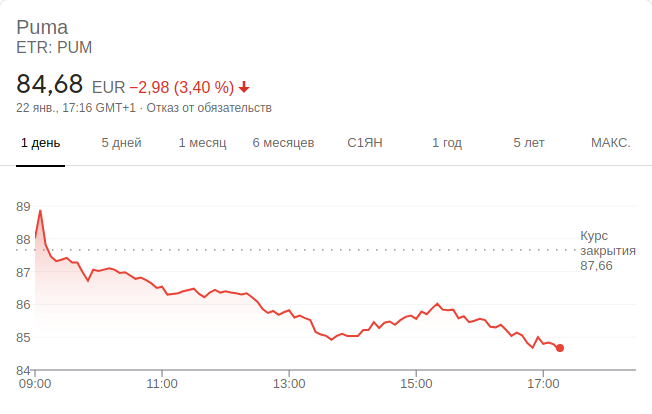 Puma
ETR: PUM
84,68 EUR −2,98 (3,40 %)
22 янв., 17:16 GMT+1 · Отказ от обязательств
1 день 5 дней 1 месяц 6 месяцев С1ЯН 1 год 5 лет МАКС.
89
88
87
86
85
84
Курс
закрытия
87,66
09:00 11:00 13:00 15:00 17:00